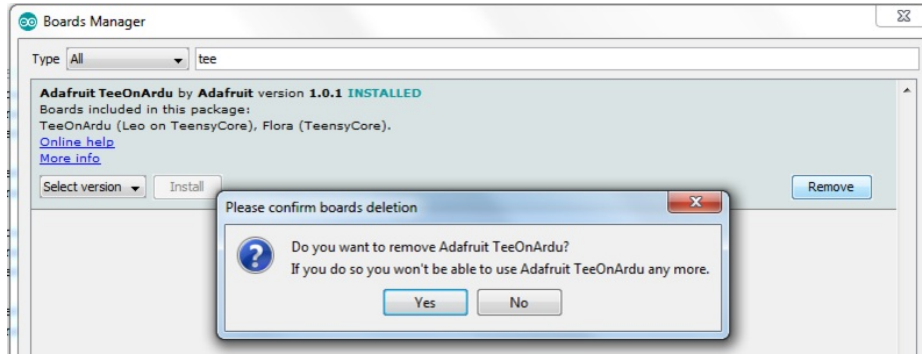 Boards Manager
Type All tee
Adafruit TeeOnArdu by Adafruit version 1.0.1 INSTALLED
Boards included in this package:
TeeOnArdu (Leo on TeensyCore), Flora (TeensyCore).
Online help
More info
Select version Install Remove
Please confirm boards deletion
Do you want to remove Adafruit TeeOnArdu?
If you do so you won't be able to use Adafruit TeeOnArdu any more.
Yes No